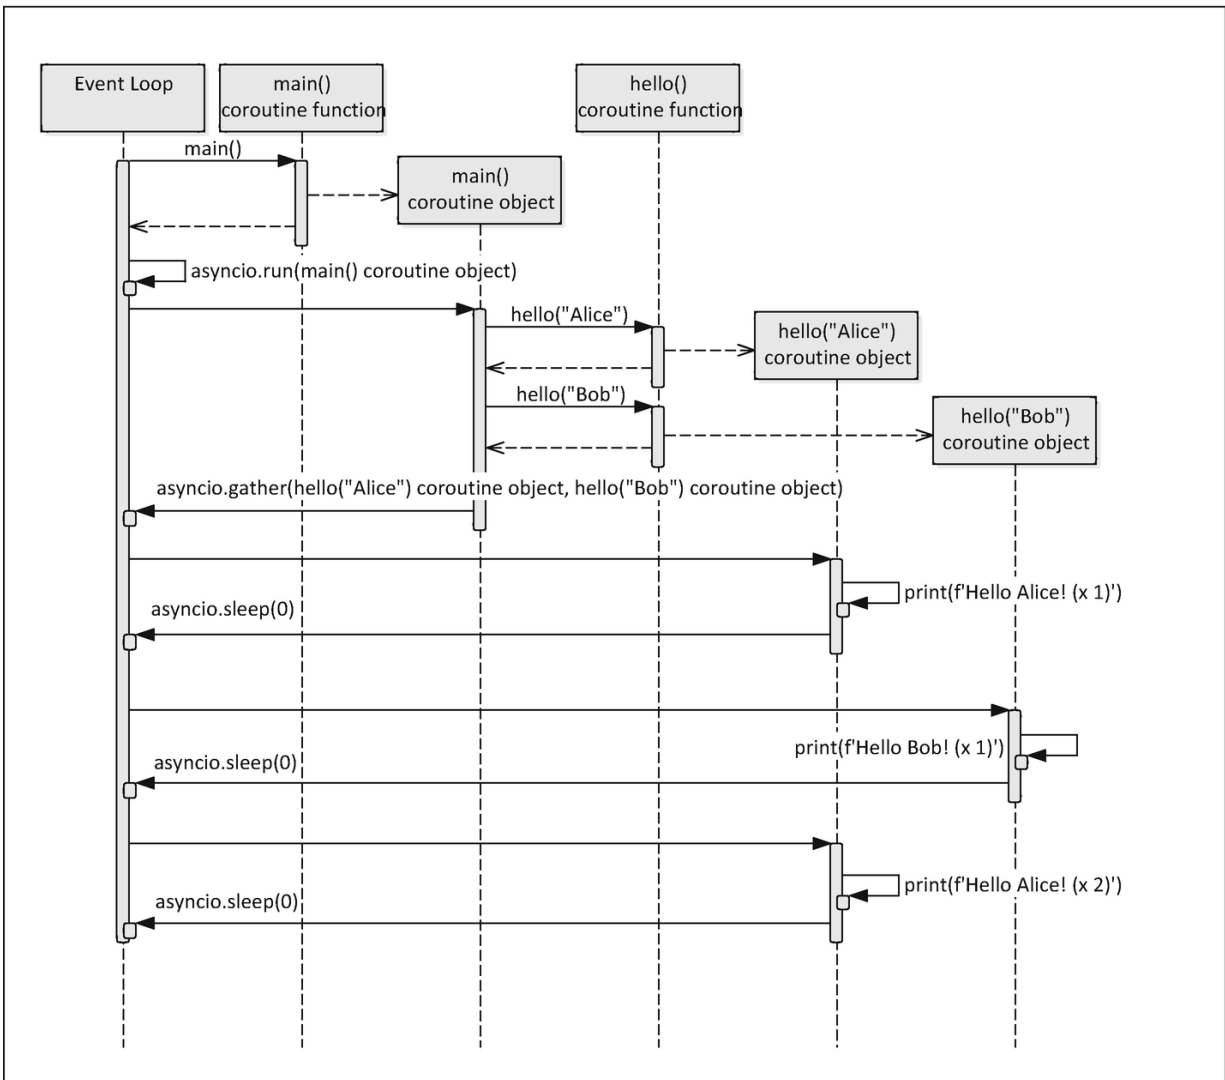 Event Loop
main()
coroutine function
hello()
coroutine function
main()
main()
coroutine object
asyncio.run(main() coroutine object)
hello("Alice")
hello("Alice")
coroutine object
hello("Bob")
hello("Bob")
coroutine object
asyncio.gather(hello("Alice") coroutine object, hello("Bob") coroutine object)
print(f'Hello Alice! (x 1)')
asyncio.sleep(0)
print(f'Hello Bob! (x 1)')
asyncio.sleep(0)
print(f'Hello Alice! (x 2)')
asyncio.sleep(0)